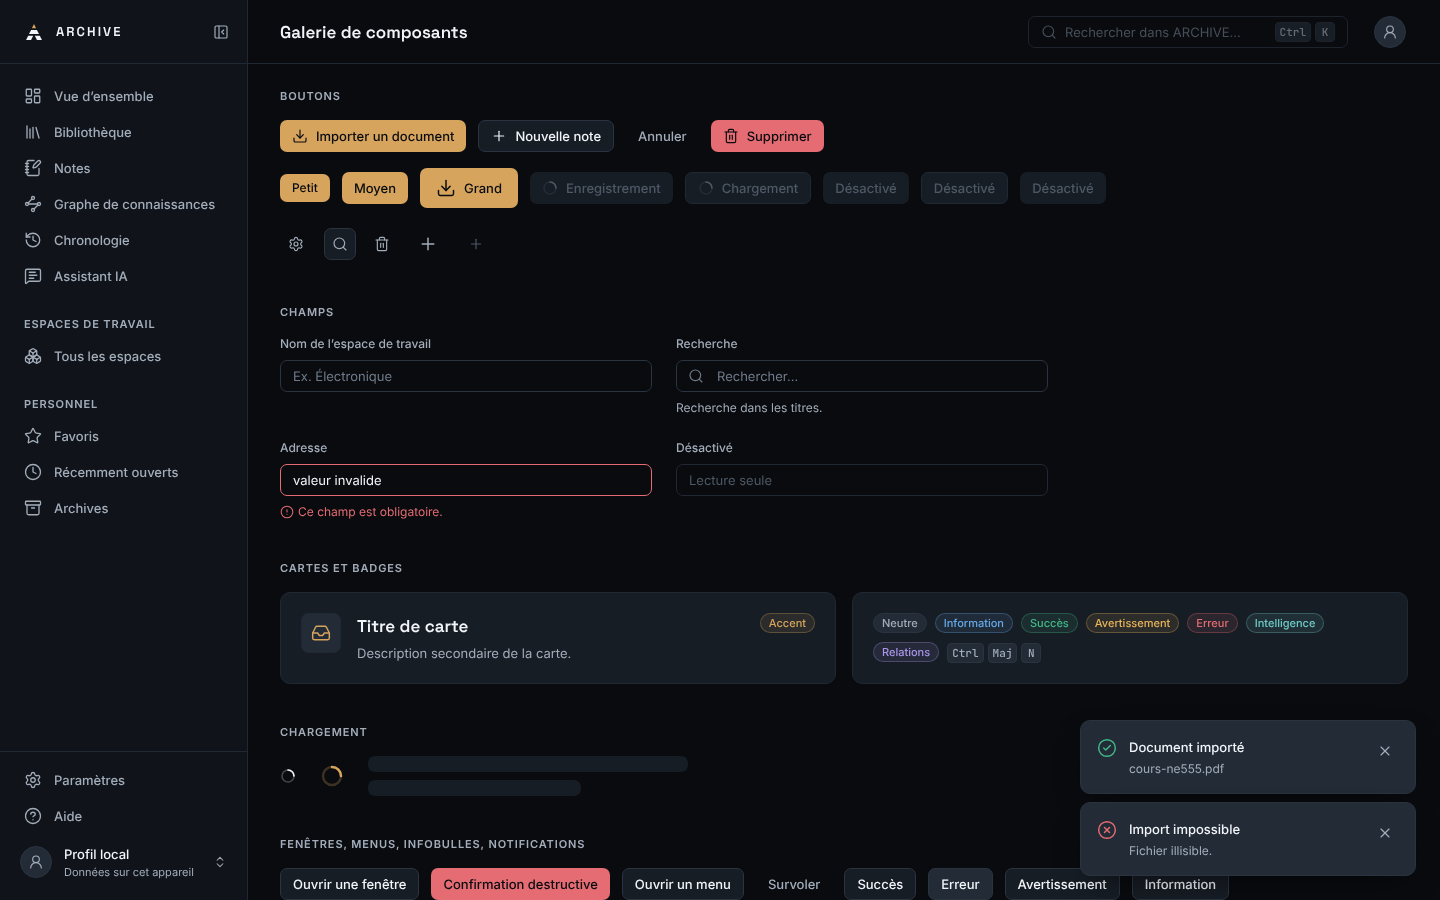 ARCHIVE
Galerie de composants
Rechercher dans ARCHIVE...
Ctrl K
Vue d’ensemble
Bibliothèque
Notes
Graphe de connaissances
Chronologie
Assistant IA
ESPACES DE TRAVAIL
Tous les espaces
PERSONNEL
Favoris
Récemment ouverts
Archives
Paramètres
Aide
Profil local
Données sur cet appareil
BOUTONS
Importer un document Nouvelle note Annuler Supprimer
Petit Moyen Grand Enregistrement Chargement Désactivé Désactivé Désactivé
CHAMPS
Nom de l’espace de travail
Ex. Électronique
Recherche
Rechercher...
Recherche dans les titres.
Adresse
valeur invalide
Ce champ est obligatoire.
Désactivé
Lecture seule
CARTES ET BADGES
Titre de carte
Accent
Description secondaire de la carte.
Neutre Information Succès Avertissement Erreur Intelligence
Relations Ctrl Maj N
CHARGEMENT
FENÊTRES, MENUS, INFOBULLES, NOTIFICATIONS
Ouvrir une fenêtre Confirmation destructive Ouvrir un menu Survoler Succès Erreur Avertissement Information
Document importé
cours-ne555.pdf
Import impossible
Fichier illisible.